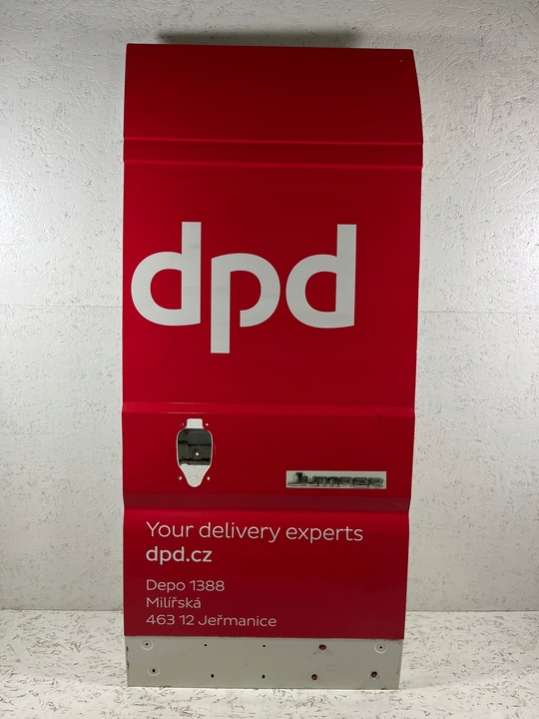 dpd
Jumper
Your delivery experts
dpd.cz
Depo 1388
Milířská
463 12 Jeřmanice